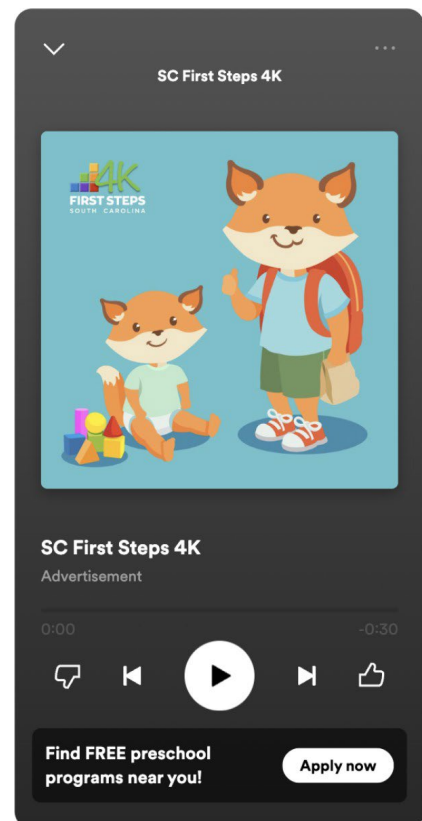 SC First Steps 4K
4K
FIRST STEPS
SOUTH CAROLINA
SC First Steps 4K
Advertisement
0:00 -0:30
Find FREE preschool
programs near you!
Apply now